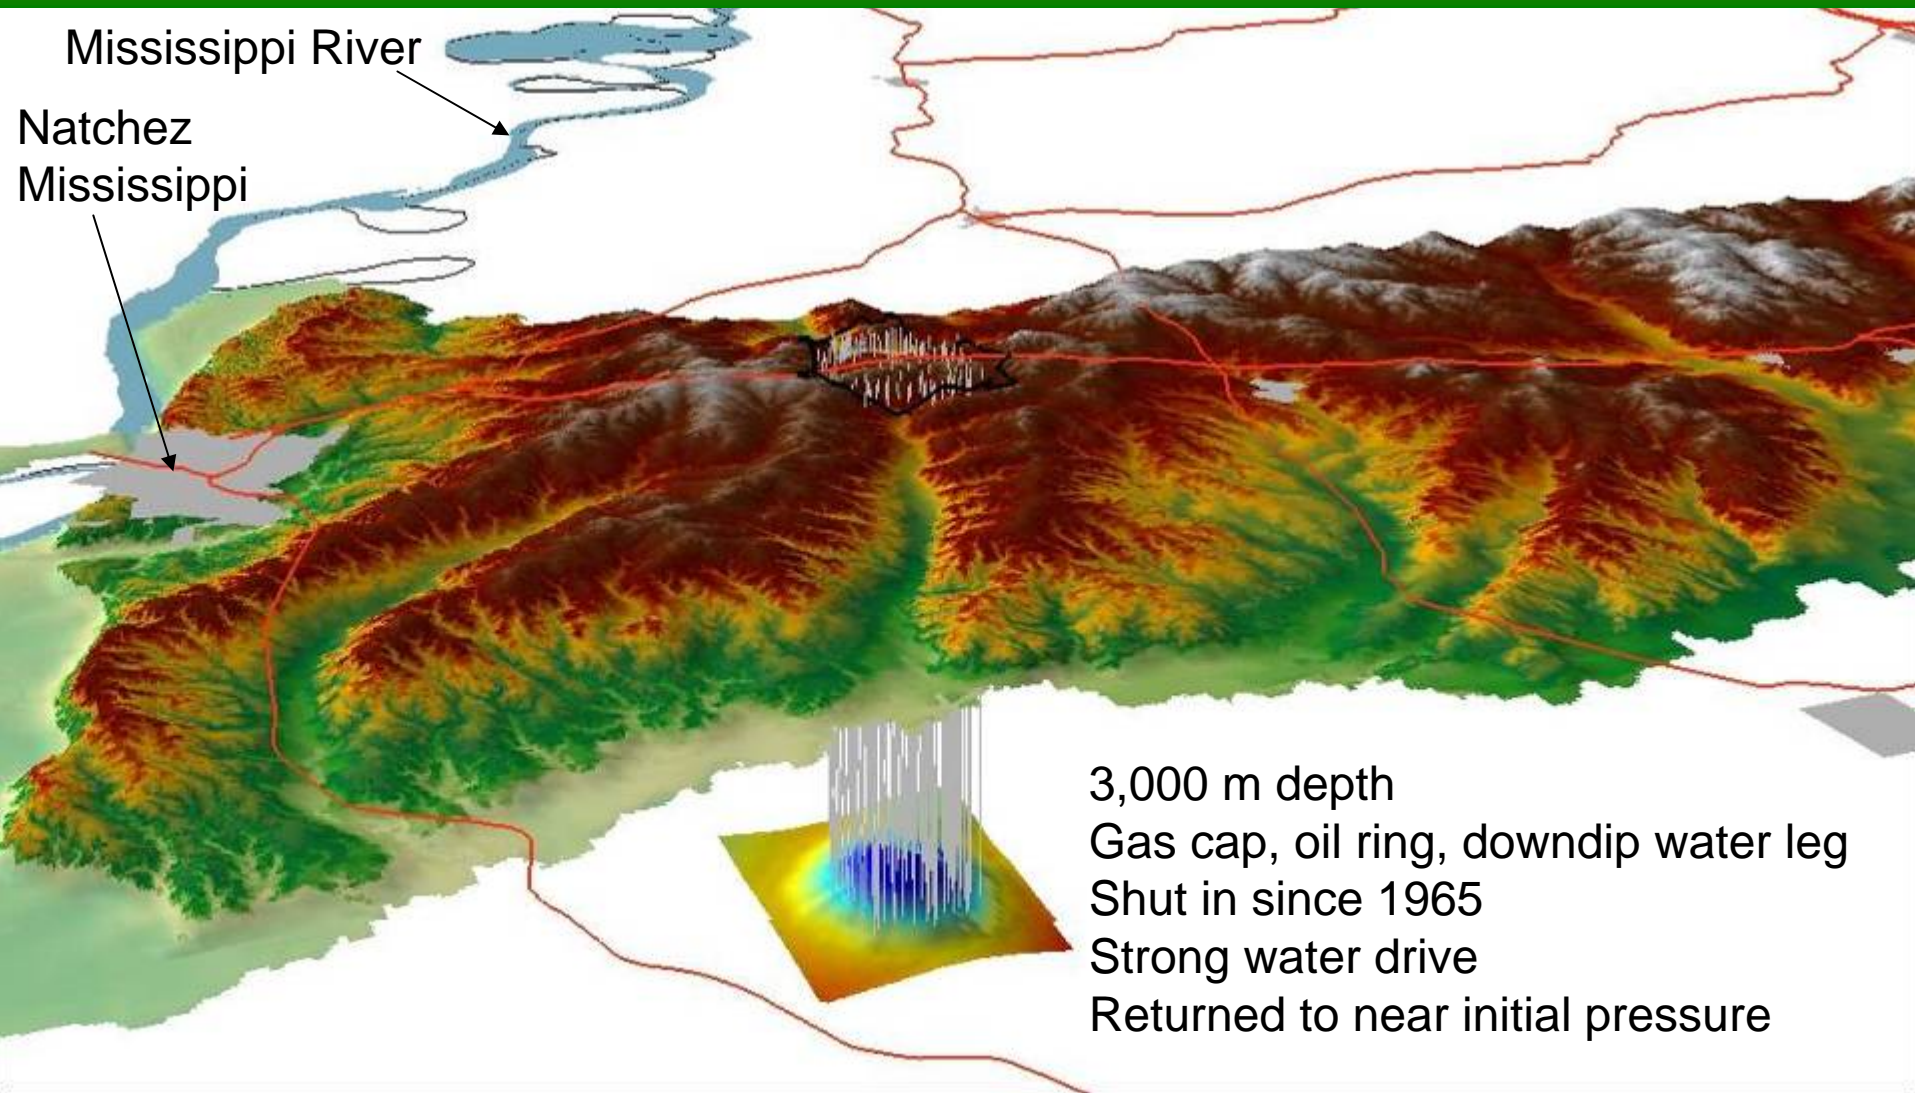 Mississippi River
Natchez
Mississippi
3,000 m depth
Gas cap, oil ring, downdip water leg
Shut in since 1965
Strong water drive
Returned to near initial pressure